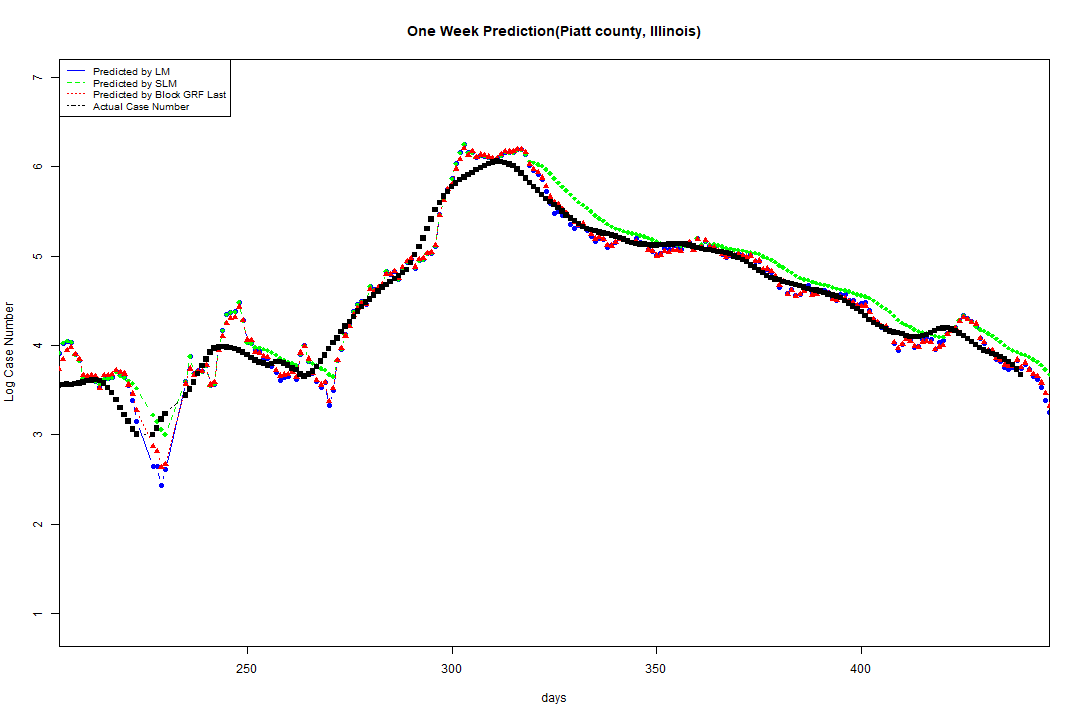 One Week Prediction(Piatt county, Illinois)
Predicted by LM
Predicted by SLM
Predicted by Block GRF Last
Actual Case Number
7
6
5
4
3
2
1
Log Case Number
250 300 350 400
days